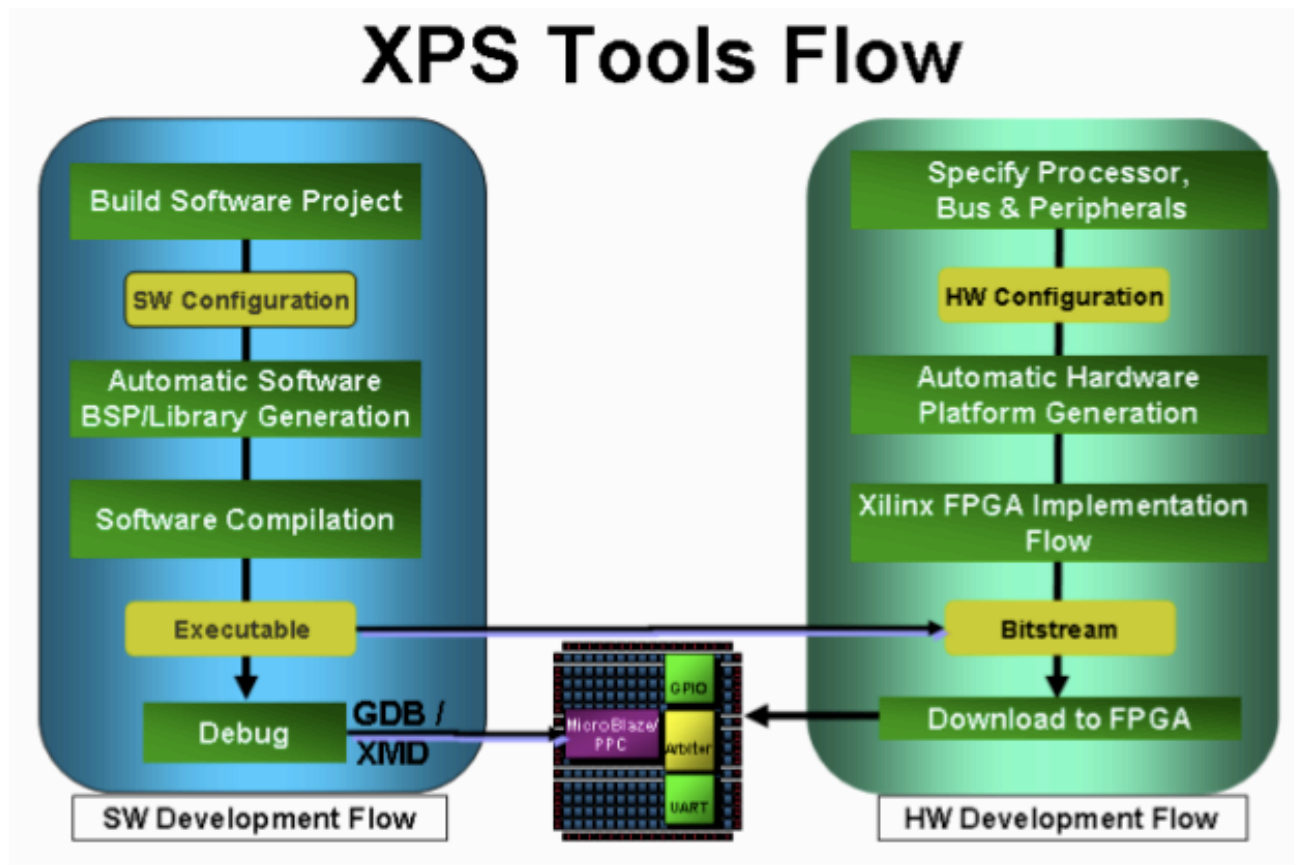 XPS Tools Flow
Build Software Project
SW Configuration
Automatic Software
BSP/Library Generation
Software Compilation
Executable
Debug
GDB /
XMD
SW Development Flow
GPIO
MicroBlaze/
PPC
Arbiter
UART
Specify Processor,
Bus & Peripherals
HW Configuration
Automatic Hardware
Platform Generation
Xilinx FPGA Implementation
Flow
Bitstream
Download to FPGA
HW Development Flow